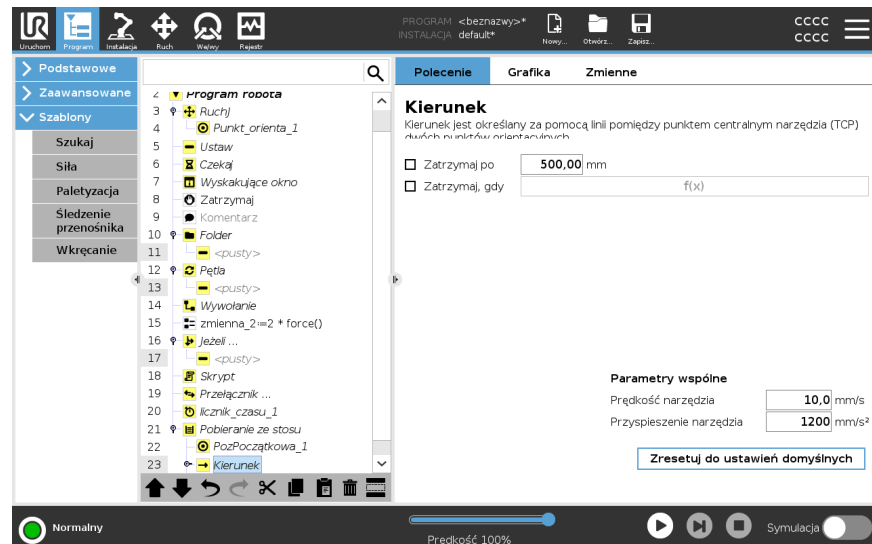 PROGRAM <beznazwy>*
INSTALACJA default*
Uruchom Program Instalacja Ruch We/wy Rejestr Nowy... Otwórz... Zapisz...
CCCC
CCCC
Podstawowe
Zaawansowane
Szablony
Szukaj
Siła
Paletyzacja
Śledzenie
przenośnika
Wkręcanie
2 Program robota
3 RuchJ
4 Punkt_orienta_1
5 Ustaw
6 Czekaj
7 Wyskakujące okno
8 Zatrzymaj
9 Komentarz
10 Folder
11 <pusty>
12 Pętla
13 <pusty>
14 Wywołanie
15 zmienna_2:=2 * force()
16 Jeżeli ...
17 <pusty>
18 Skrypt
19 Przełącznik ...
20 licznik_czasu_1
21 Pobieranie ze stosu
22 PozPoczątkowa_1
23 Kierunek
Polecenie Grafika Zmienne
Kierunek
Kierunek jest określany za pomocą linii pomiędzy punktem centralnym narzędzia (TCP)
dwóch punktów orientacyjnych
Zatrzymaj po 500,00 mm
Zatrzymaj, gdy f(x)
Parametry wspólne
Prędkość narzędzia 10,0 mm/s
Przyspieszenie narzędzia 1200 mm/s²
Zresetuj do ustawień domyślnych
Normalny
Prędkość 100%
Symulacja